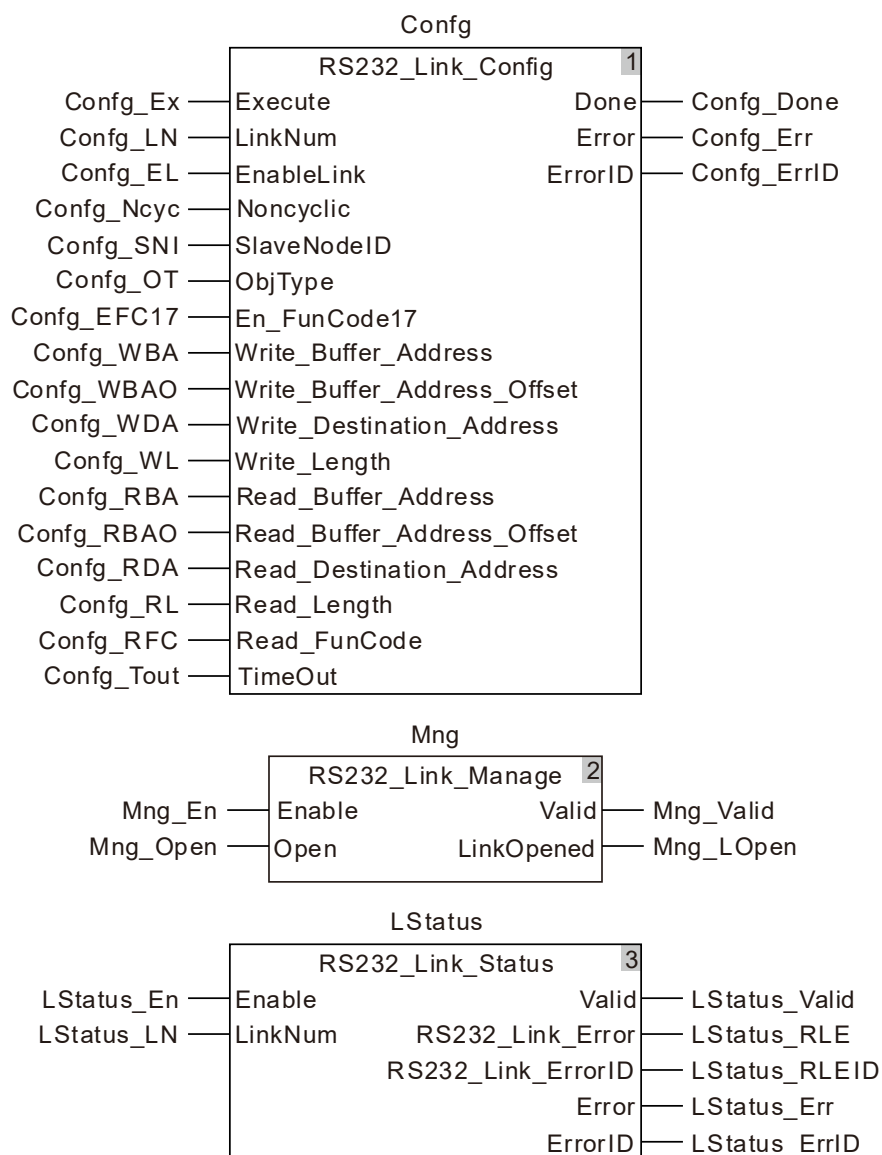 Confg
RS232_Link_Config 1
Confg_Ex Execute Done Confg_Done
Confg_LN LinkNum Error Confg_Err
Confg_EL EnableLink ErrorID Confg_ErrID
Confg_Ncyc Noncyclic
Confg_SNI SlaveNodeID
Confg_OT ObjType
Confg_EFC17 En_FunCode17
Confg_WBA Write_Buffer_Address
Confg_WBAO Write_Buffer_Address_Offset
Confg_WDA Write_Destination_Address
Confg_WL Write_Length
Confg_RBA Read_Buffer_Address
Confg_RBAO Read_Buffer_Address_Offset
Confg_RDA Read_Destination_Address
Confg_RL Read_Length
Confg_RFC Read_FunCode
Confg_Tout TimeOut
Mng
RS232_Link_Manage 2
Mng_En Enable Valid Mng_Valid
Mng_Open Open LinkOpened Mng_LOpen
LStatus
RS232_Link_Status 3
LStatus_En Enable Valid LStatus_Valid
LStatus_LN LinkNum RS232_Link_Error LStatus_RLE
RS232_Link_ErrorID LStatus_RLEID
Error LStatus_Err
ErrorID LStatus_ErrID